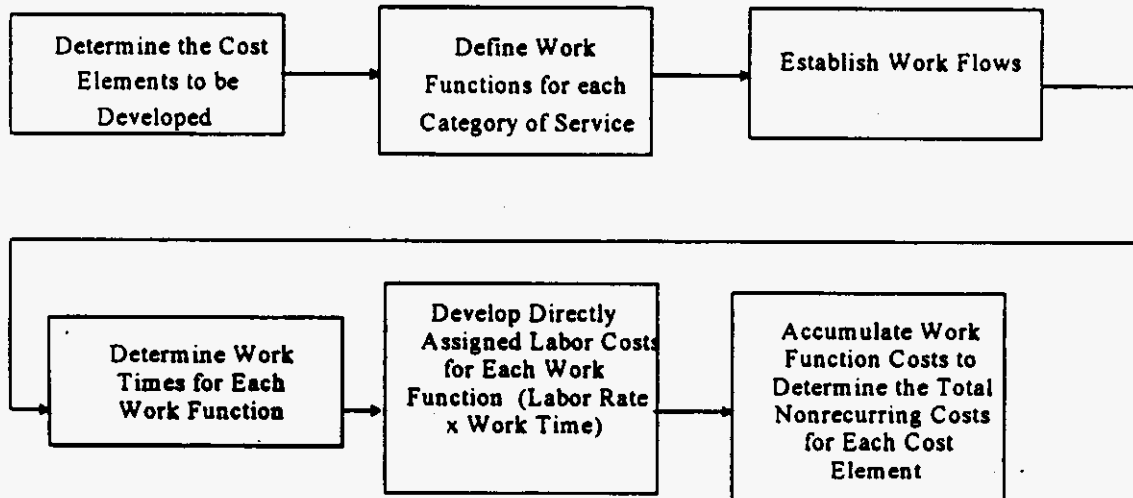 Determine the Cost
Elements to be
Developed
Define Work
Functions for each
Category of Service
Establish Work Flows
Determine Work
Times for Each
Work Function
Develop Directly
Assigned Labor Costs
for Each Work
Function (Labor Rate
x Work Time)
Accumulate Work
Function Costs to
Determine the Total
Nonrecurring Costs
for Each Cost
Element